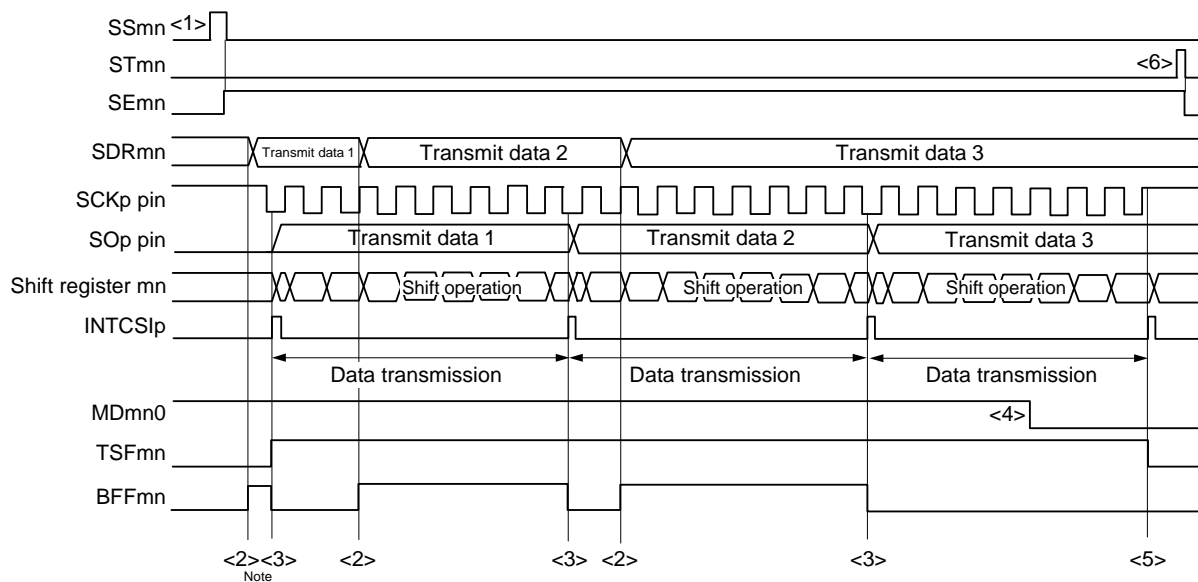 <1>
SSmn
STmn
<6>
SEmn
SDRmn
Transmit data 1
Transmit data 2
Transmit data 3
SCKp pin
SOp pin
Transmit data 1
Transmit data 2
Transmit data 3
Shift register mn
Shift operation
Shift operation
Shift operation
INTCSIp
Data transmission
Data transmission
Data transmission
MDmn0
<4>
TSFmn
BFFmn
<2>
<3>
<2>
<3>
<2>
<3>
<5>
Note